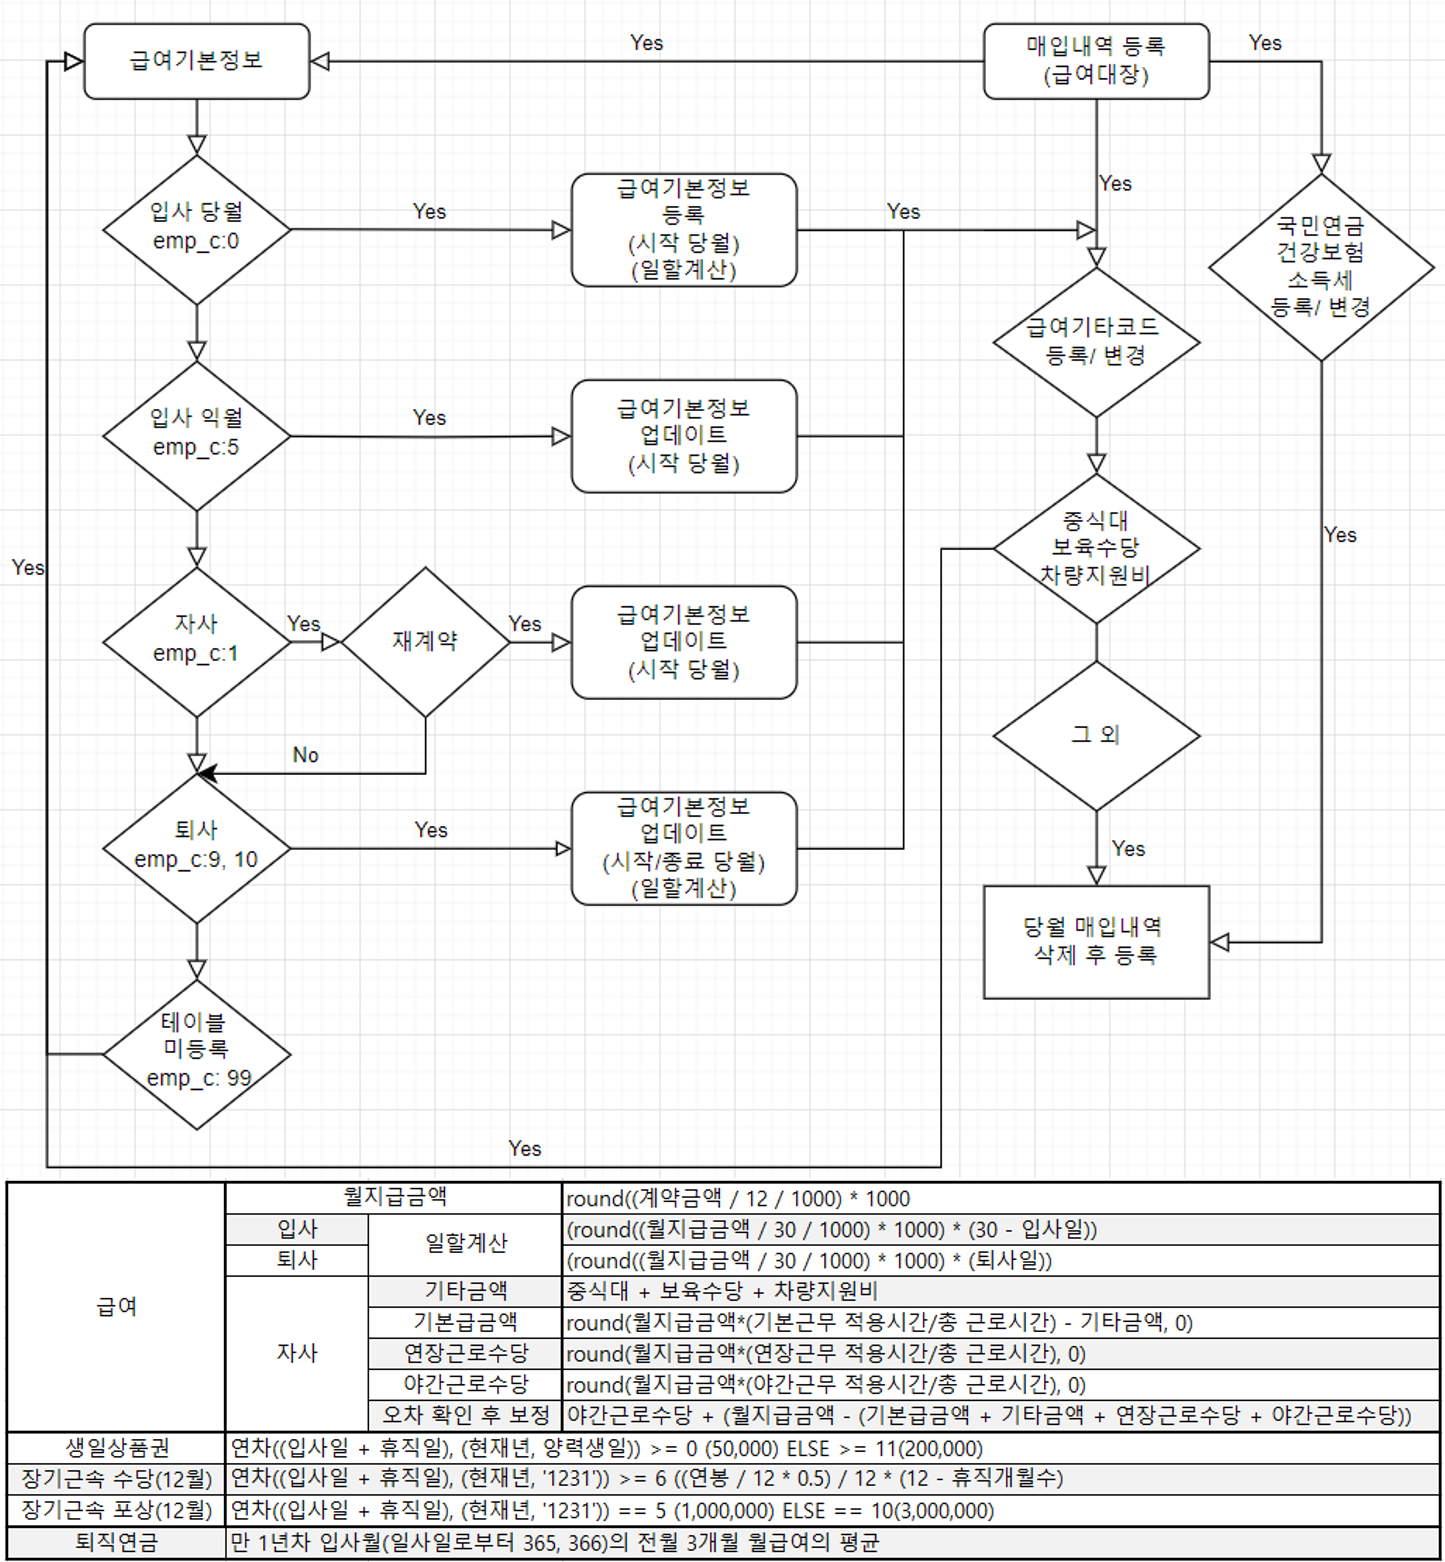 급여기본정보
Yes
매입내역 등록
(급여대장)
Yes
입사 당월
emp_c:0
Yes
급여기본정보
등록
(시작 당월)
(일할계산)
Yes
Yes
국민연금
건강보험
소득세
등록/ 변경
급여기타코드
등록/ 변경
입사 익월
emp_c:5
Yes
급여기본정보
업데이트
(시작 당월)
중식대
보육수당
차량지원비
Yes
Yes
자사
emp_c:1
Yes
재계약
Yes
급여기본정보
업데이트
(시작 당월)
그 외
No
퇴사
emp_c:9, 10
Yes
급여기본정보
업데이트
(시작/종료 당월)
(일할계산)
Yes
당월 매입내역
삭제 후 등록
테이블
미등록
emp_c: 99
Yes
급여
월지급금액 round((계약금액 / 12 / 1000) * 1000
입사 일할계산 (round((월지급금액 / 30 / 1000) * 1000) * (30 - 입사일))
퇴사 (round((월지급금액 / 30 / 1000) * 1000) * (퇴사일))
자사
기타금액 중식대 + 보육수당 + 차량지원비
기본급금액 round(월지급금액*(기본근무 적용시간/총 근로시간) - 기타금액, 0)
연장근로수당 round(월지급금액*(연장근무 적용시간/총 근로시간), 0)
야간근로수당 round(월지급금액*(야간근무 적용시간/총 근로시간), 0)
오차 확인 후 보정 야간근로수당 + (월지급금액 - (기본급금액 + 기타금액 + 연장근로수당 + 야간근로수당))
생일상품권 연차((입사일 + 휴직일), (현재년, 양력생일)) >= 0 (50,000) ELSE >= 11(200,000)
장기근속 수당(12월) 연차((입사일 + 휴직일), (현재년, '1231')) >= 6 ((연봉 / 12 * 0.5) / 12 * (12 - 휴직개월수)
장기근속 포상(12월) 연차((입사일 + 휴직일), (현재년, '1231')) == 5 (1,000,000) ELSE == 10(3,000,000)
퇴직연금 만 1년차 입사월(일사일로부터 365, 366)의 전월 3개월 월급여의 평균